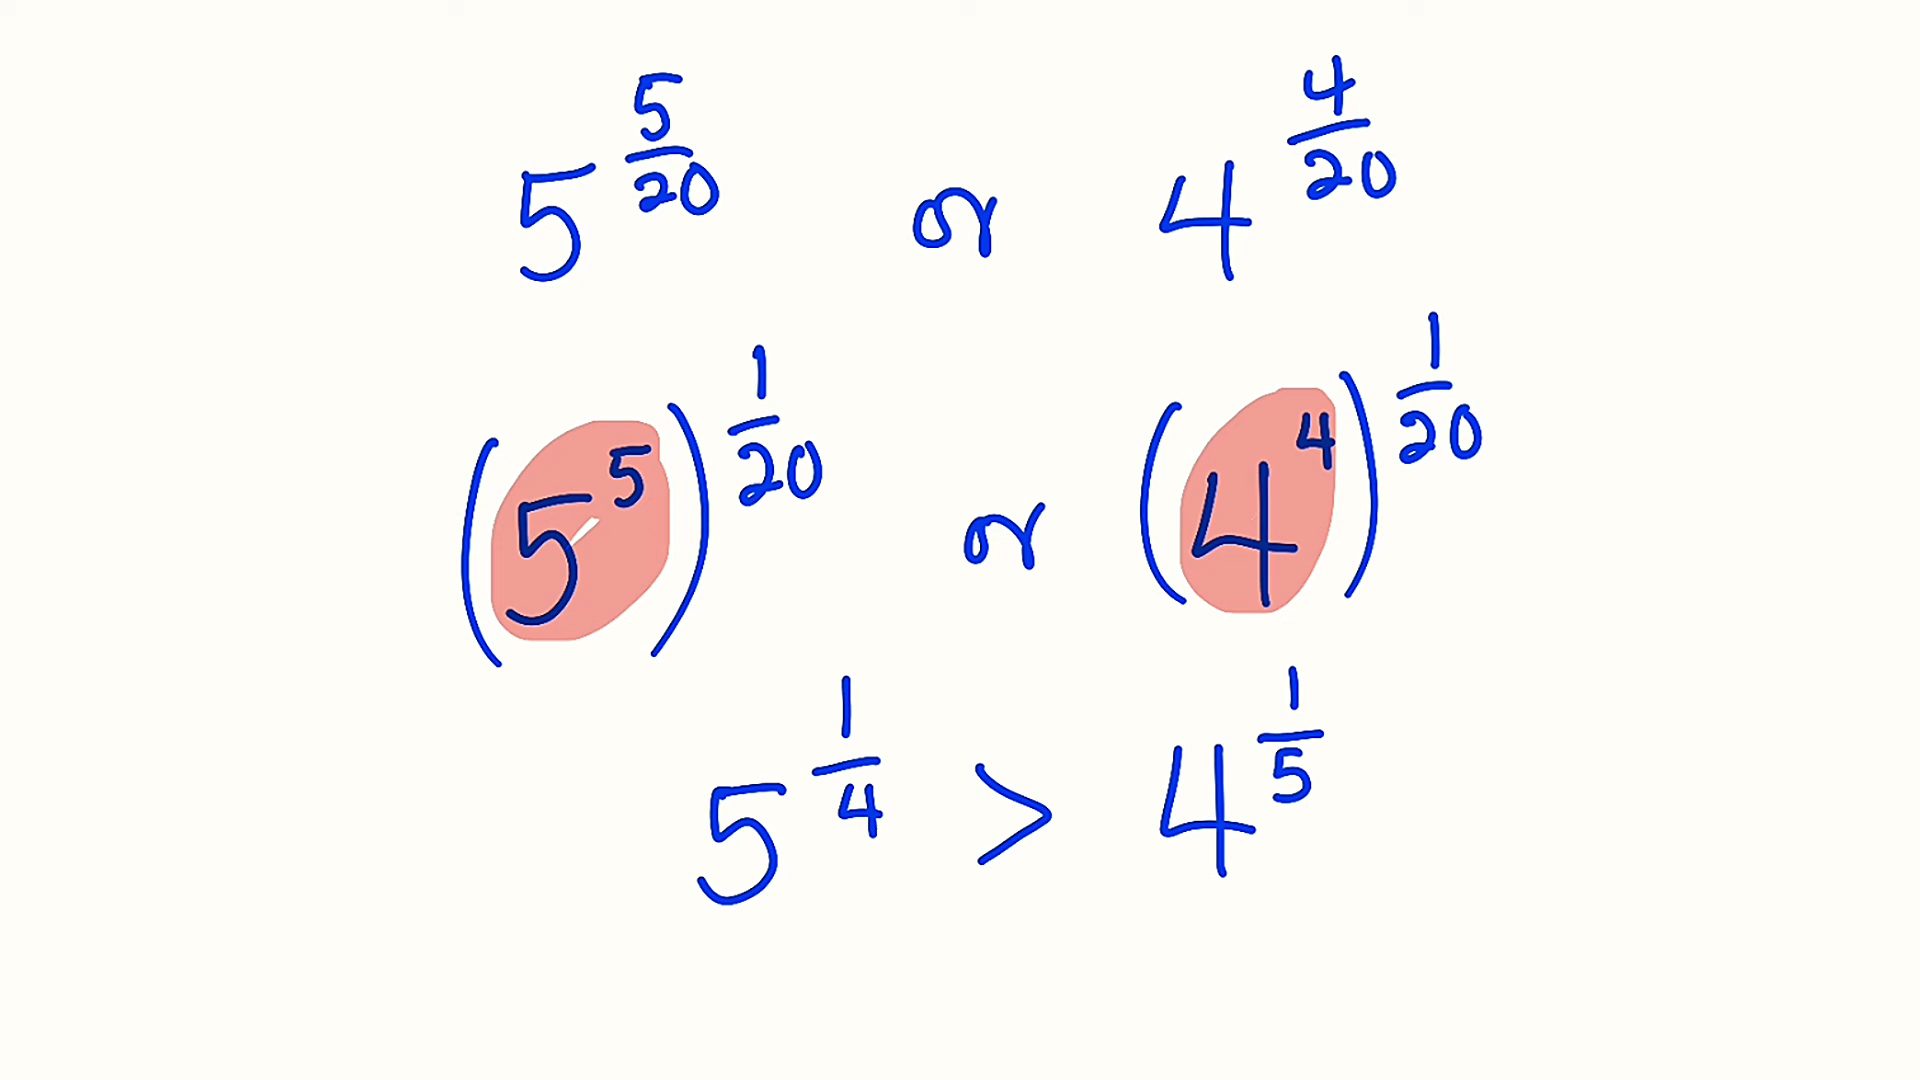 5^(5/20) or 4^(4/20)
(5^5)^(1/20) or (4^4)^(1/20)
5^(1/4) > 4^(1/5)